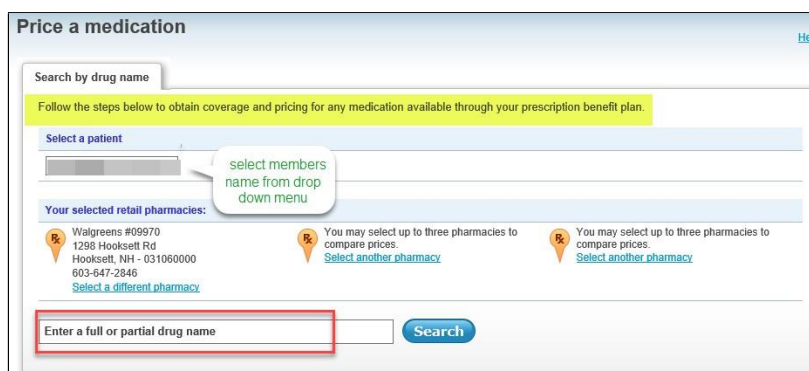 Price a medication
He
Search by drug name
Follow the steps below to obtain coverage and pricing for any medication available through your prescription benefit plan.
Select a patient
select members
name from drop
down menu
Your selected retail pharmacies:
Walgreens #09970
1298 Hooksett Rd
Hooksett, NH - 031060000
603-647-2846
Select a different pharmacy
You may select up to three pharmacies to
compare prices.
Select another pharmacy
You may select up to three pharmacies to
compare prices.
Select another pharmacy
Enter a full or partial drug name
Search